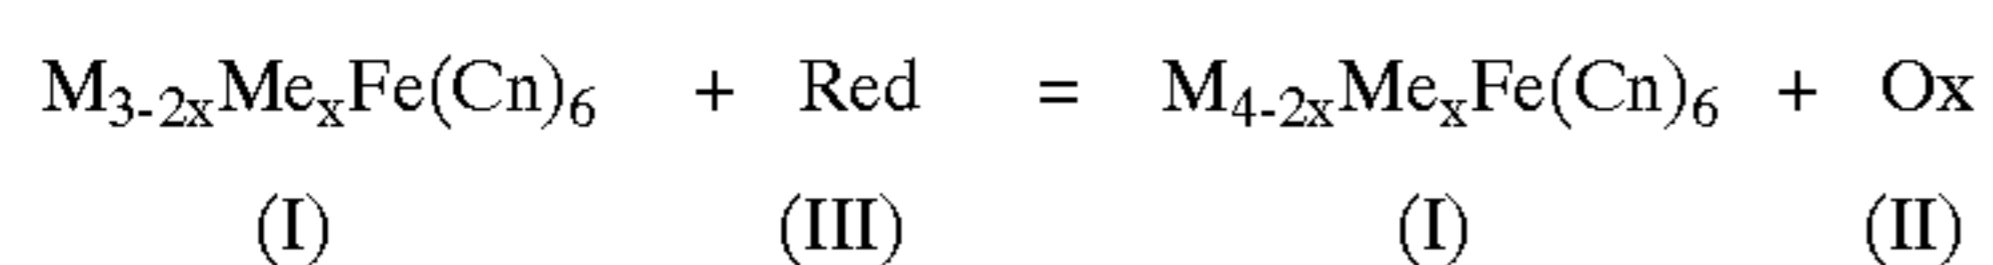 M₃₋₂ₓMeₓFe(Cn)₆ + Red = M₄₋₂ₓMeₓFe(Cn)₆ + Ox
(I) (III) (I) (II)